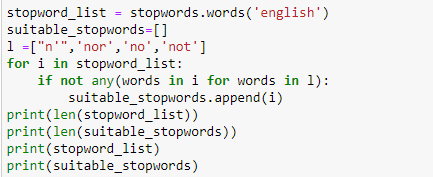 stopword_list = stopwords.words('english')
suitable_stopwords=[]
l =["n'",'nor','no','not']
for i in stopword_list:
    if not any(words in i for words in l):
        suitable_stopwords.append(i)
print(len(stopword_list))
print(len(suitable_stopwords))
print(stopword_list)
print(suitable_stopwords)